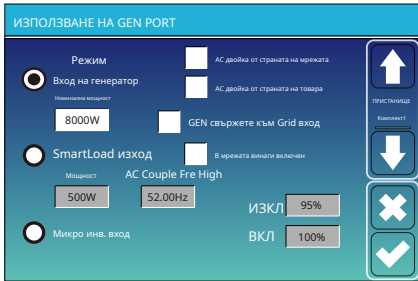 ИЗПОЛЗВАНЕ НА GEN PORT
Режим
АС двойка от страната на мрежата
Вход на генератор
АС двойка от страната на товара
Номинална мощност
8000W
GEN свържете към Grid вход
SmartLoad изход
В мрежата винаги включен
Мощност
AC Couple Fre High
500W
52.00Hz
ИЗКЛ
95%
Микро инв. вход
ВКЛ
100%
ПРИСТАНИЩЕ
Комплект1